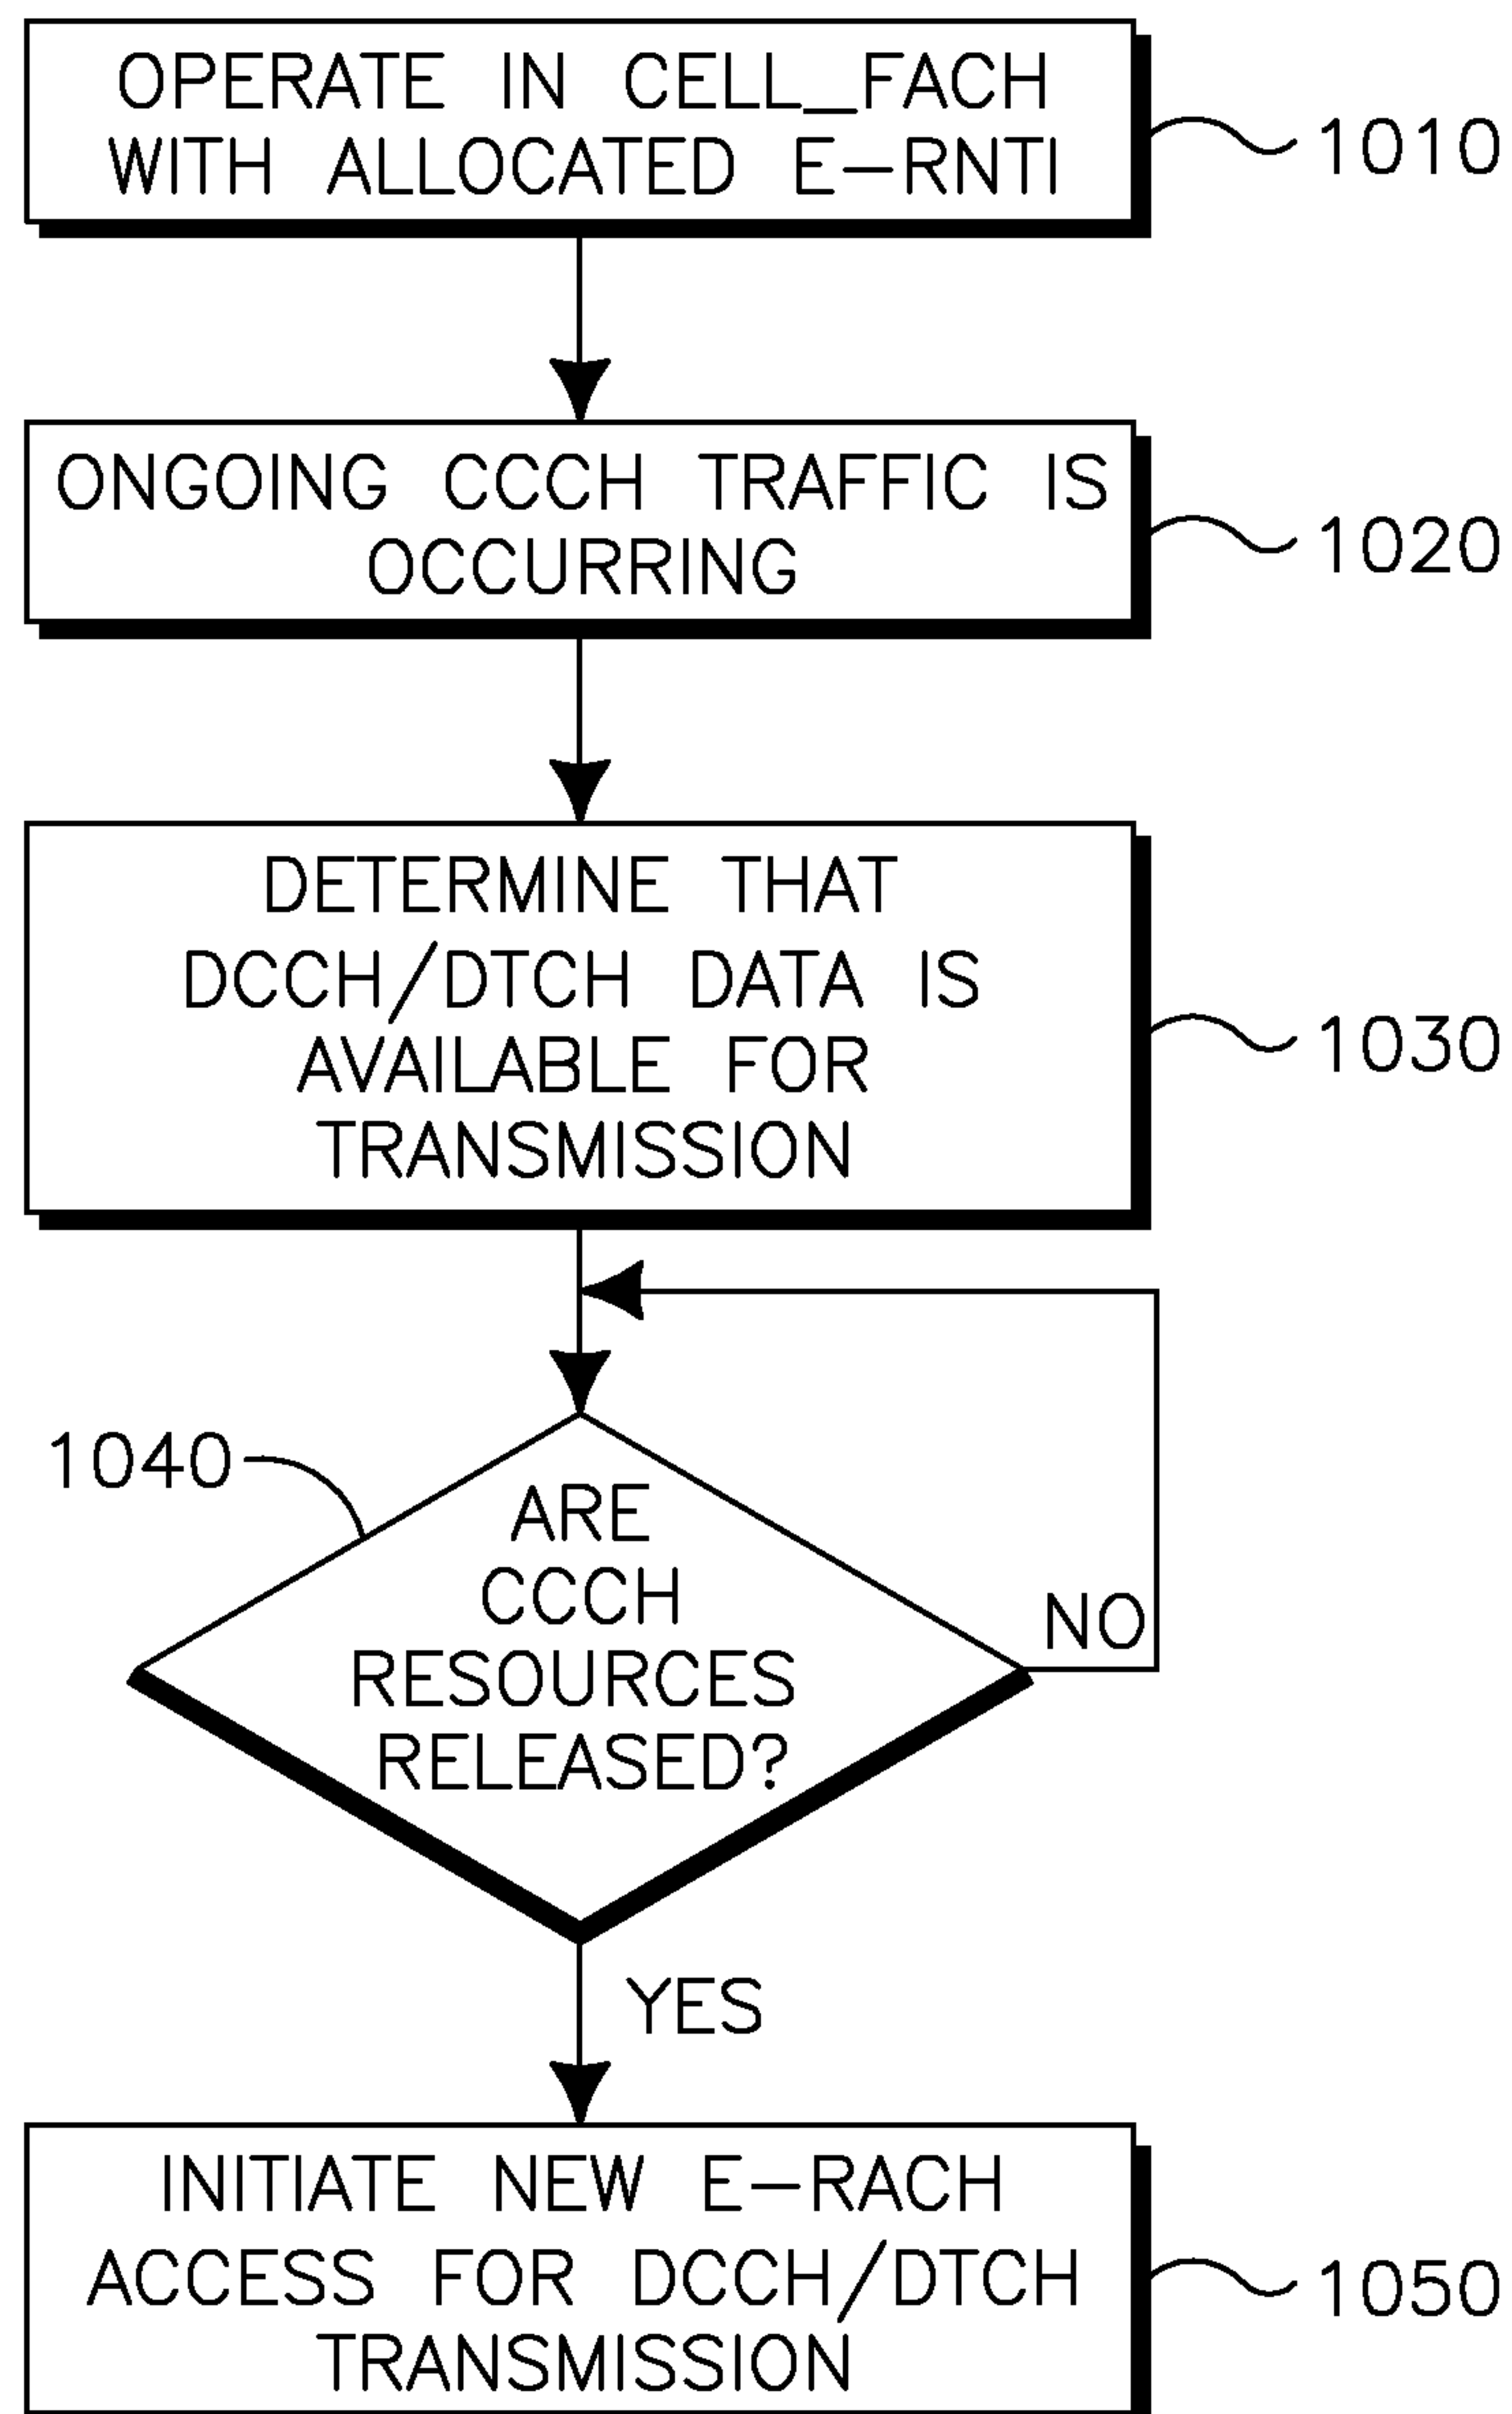 OPERATE IN CELL_FACH
WITH ALLOCATED E-RNTI
1010
ONGOING CCCH TRAFFIC IS
OCCURRING
1020
DETERMINE THAT
DCCH/DTCH DATA IS
AVAILABLE FOR
TRANSMISSION
1030
1040
ARE
CCCH
RESOURCES
RELEASED?
NO
YES
INITIATE NEW E-RACH
ACCESS FOR DCCH/DTCH
TRANSMISSION
1050